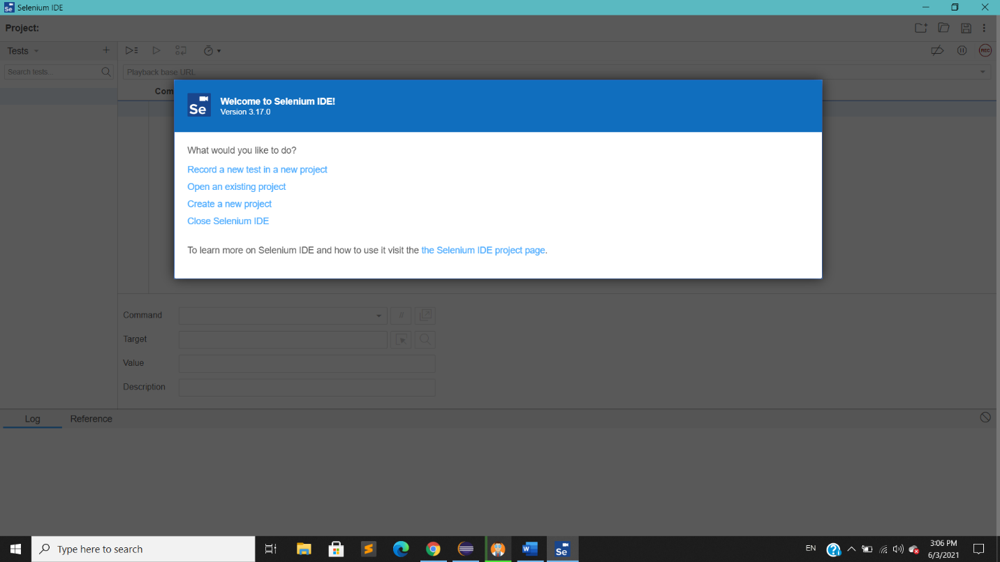 Selenium IDE
Project:
Tests
Search tests...
Playback base URL
Com
Se
Welcome to Selenium IDE!
Version 3.17.0
What would you like to do?
Record a new test in a new project
Open an existing project
Create a new project
Close Selenium IDE
To learn more on Selenium IDE and how to use it visit the the Selenium IDE project page.
Command
//
Target
Value
Description
Log Reference
REC
Type here to search
W
Se
EN
3:06 PM
6/3/2021